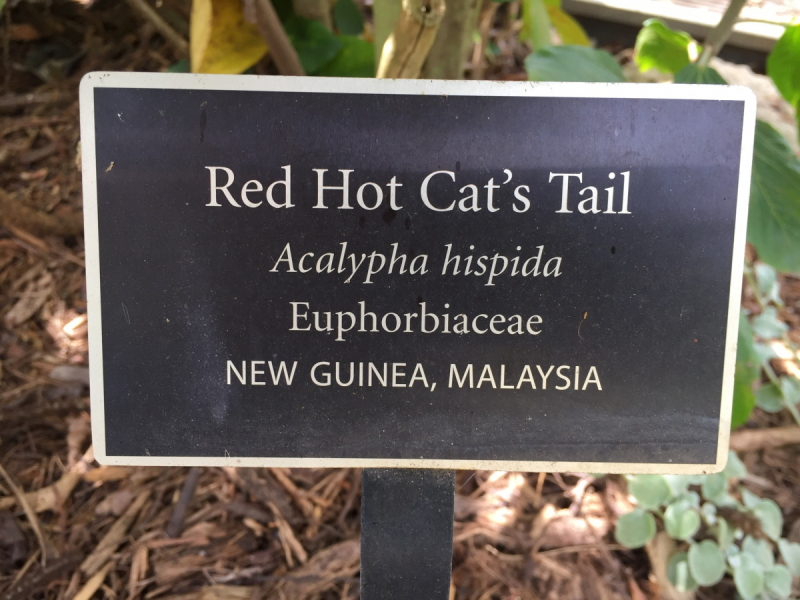 Red Hot Cat's Tail
Acalypha hispida
Euphorbiaceae
NEW GUINEA, MALAYSIA